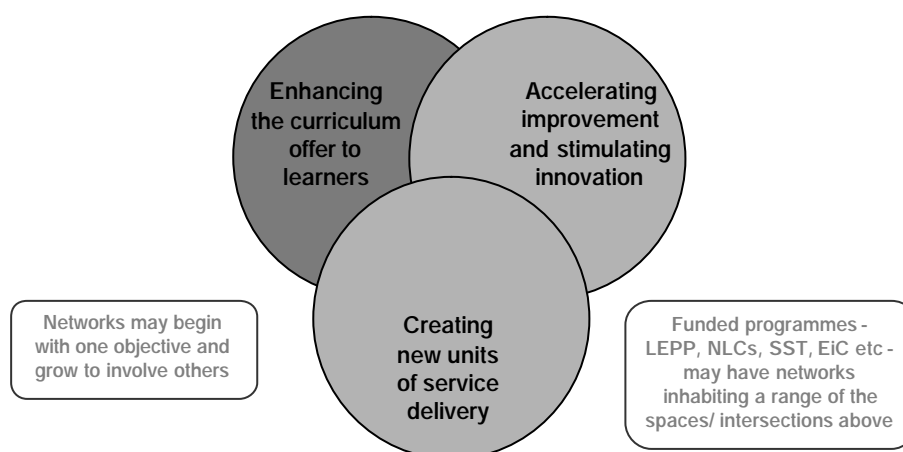 Enhancing
the curriculum
offer to
learners
Accelerating
improvement
and stimulating
innovation
Creating
new units
of service
delivery
Networks may begin
with one objective and
grow to involve others
Funded programmes -
LEPP, NLCs, SST, EiC etc -
may have networks
inhabiting a range of the
spaces/ intersections above